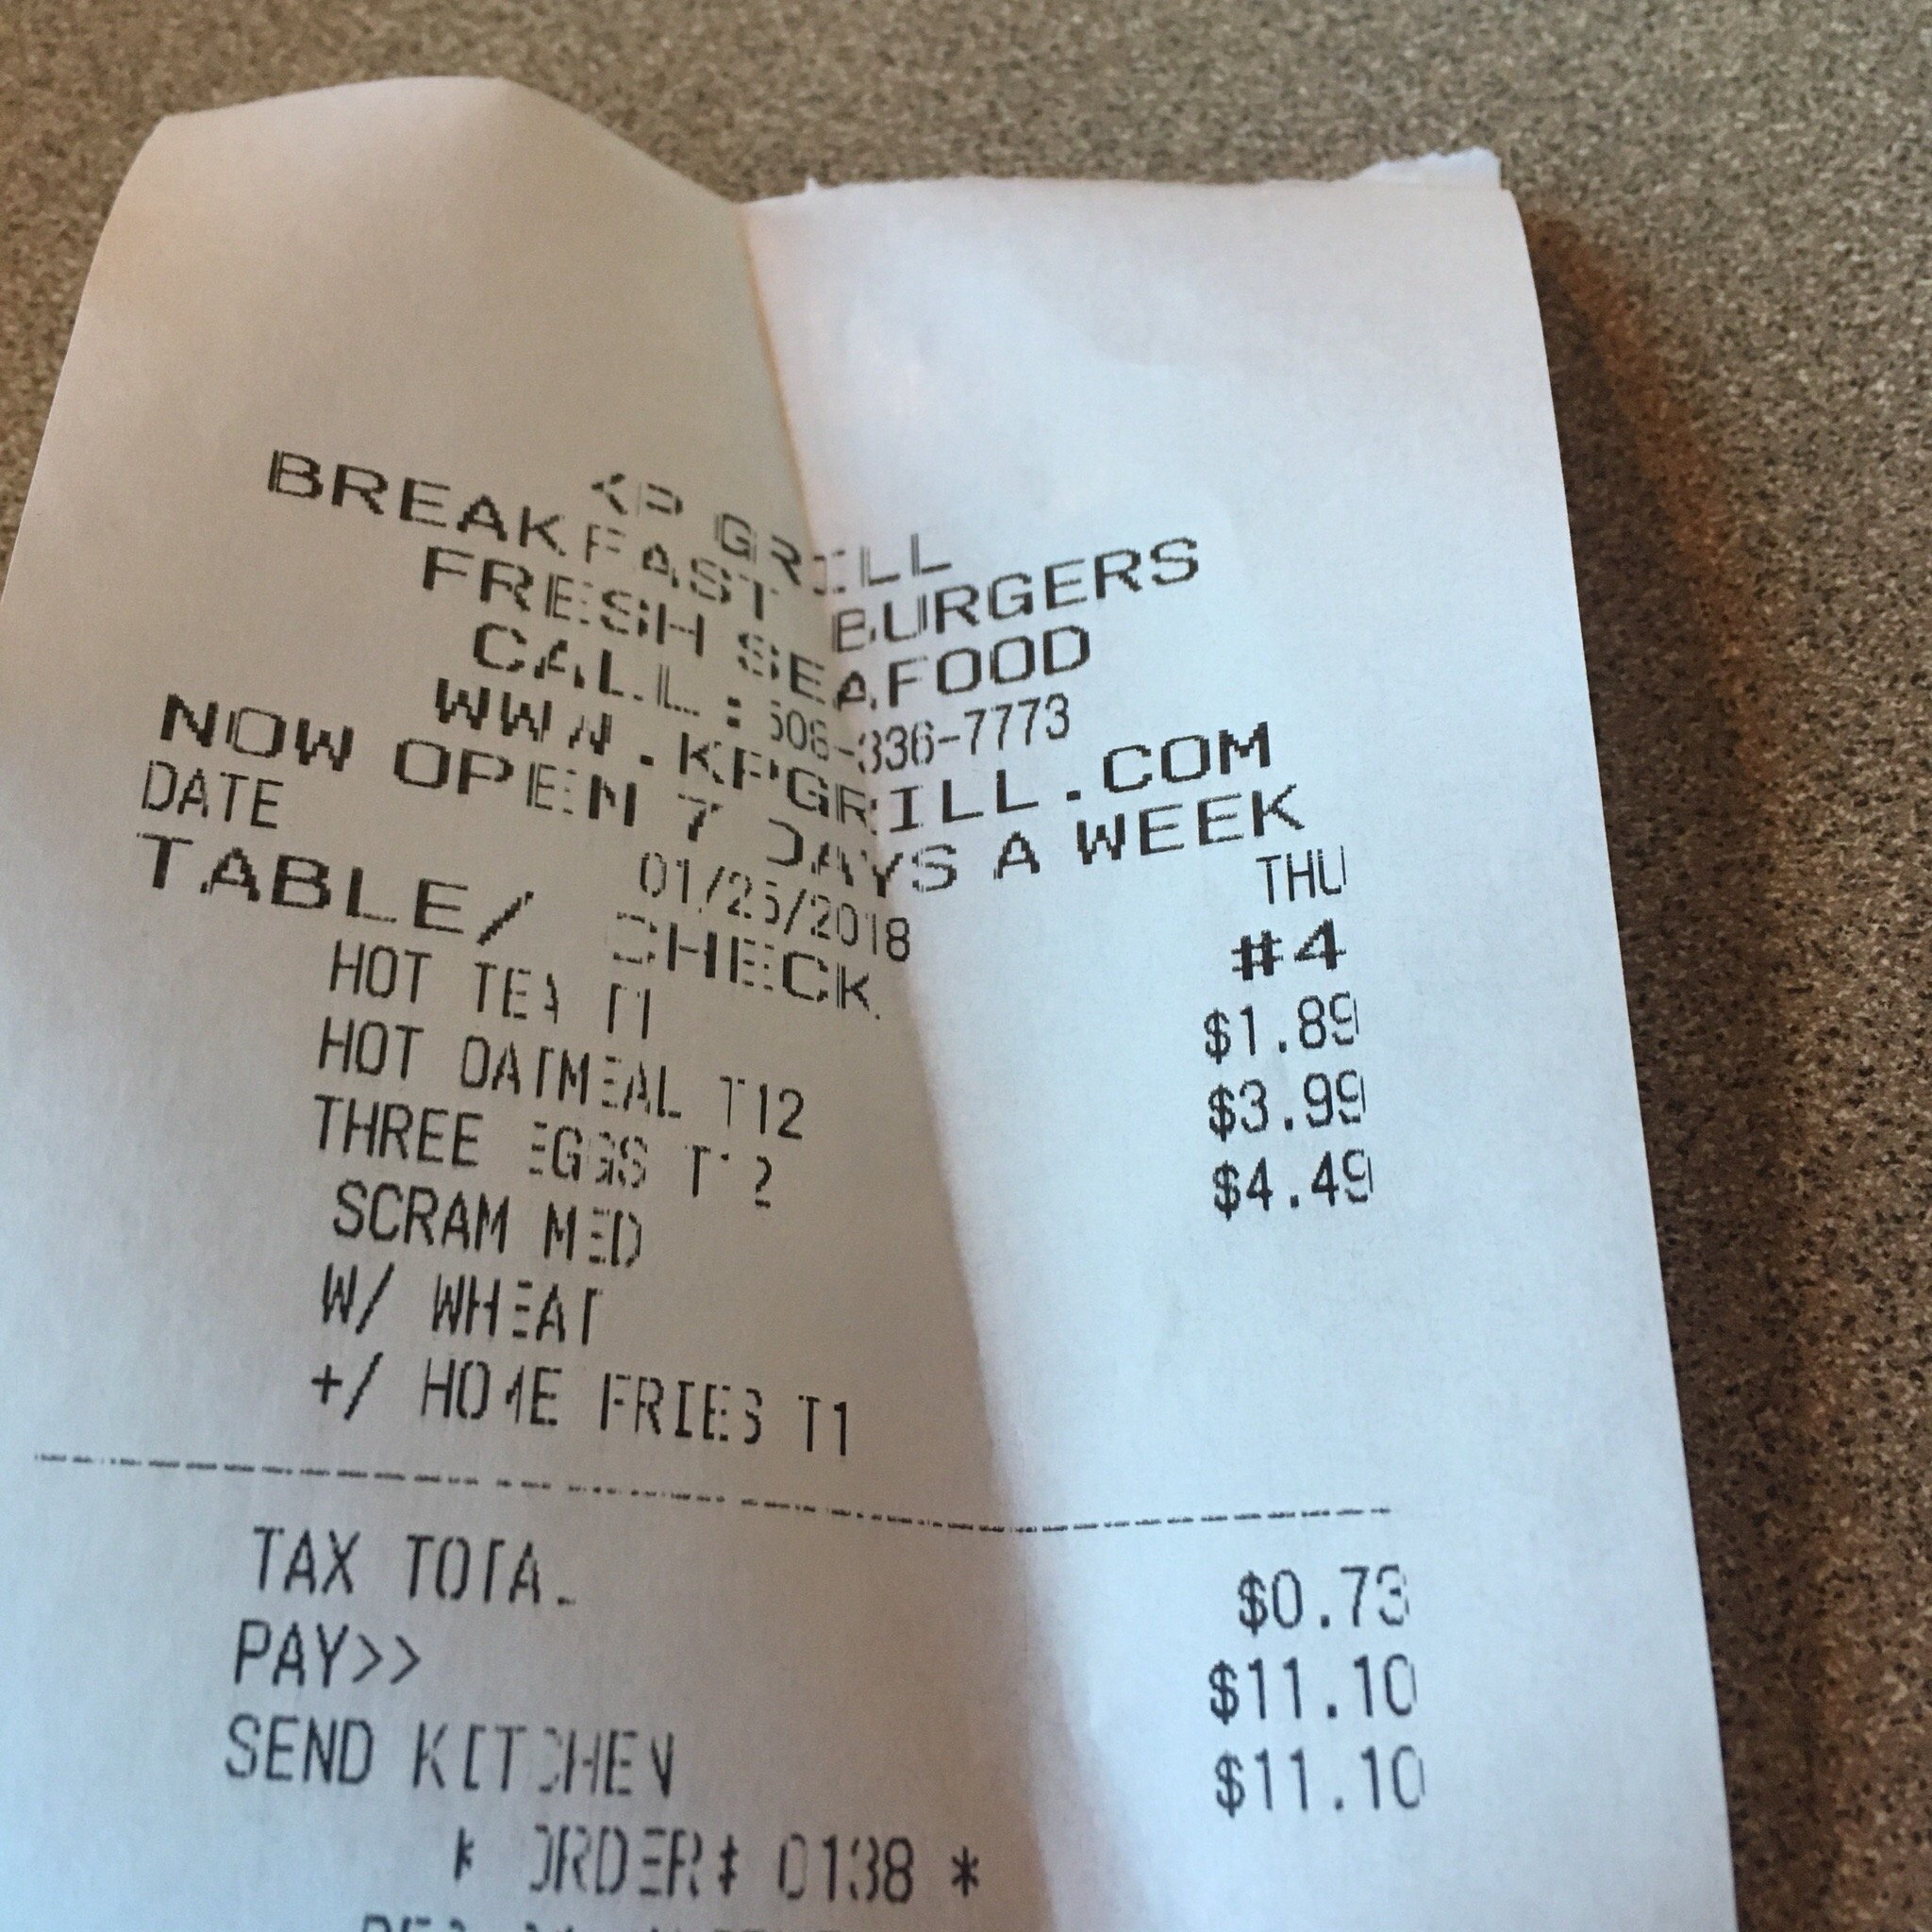 KP GRILL
BREAKFAST BURGERS
FRESH SEAFOOD
CALL: 508-336-7773
WWW.KPGRILL.COM
NOW OPEN 7 DAYS A WEEK
DATE 01/25/2018 THU
TABLE/ CHECK #4
HOT TEA T1 $1.89
HOT OATMEAL T12 $3.99
THREE EGGS T12 $4.49
SCRAM MED
W/ WHEAT
+/ HOME FRIES T1
TAX TOTAL $0.73
PAY>> $11.10
SEND KITCHEN $11.10
* ORDER# 0138 *